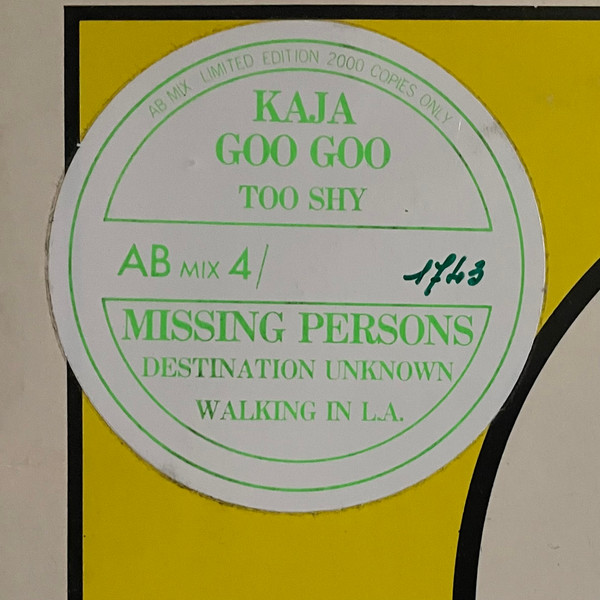 AB MIX LIMITED EDITION 2000 COPIES ONLY
KAJA
GOO GOO
TOO SHY
AB MIX 4/ 1743
MISSING PERSONS
DESTINATION UNKNOWN
WALKING IN L.A.